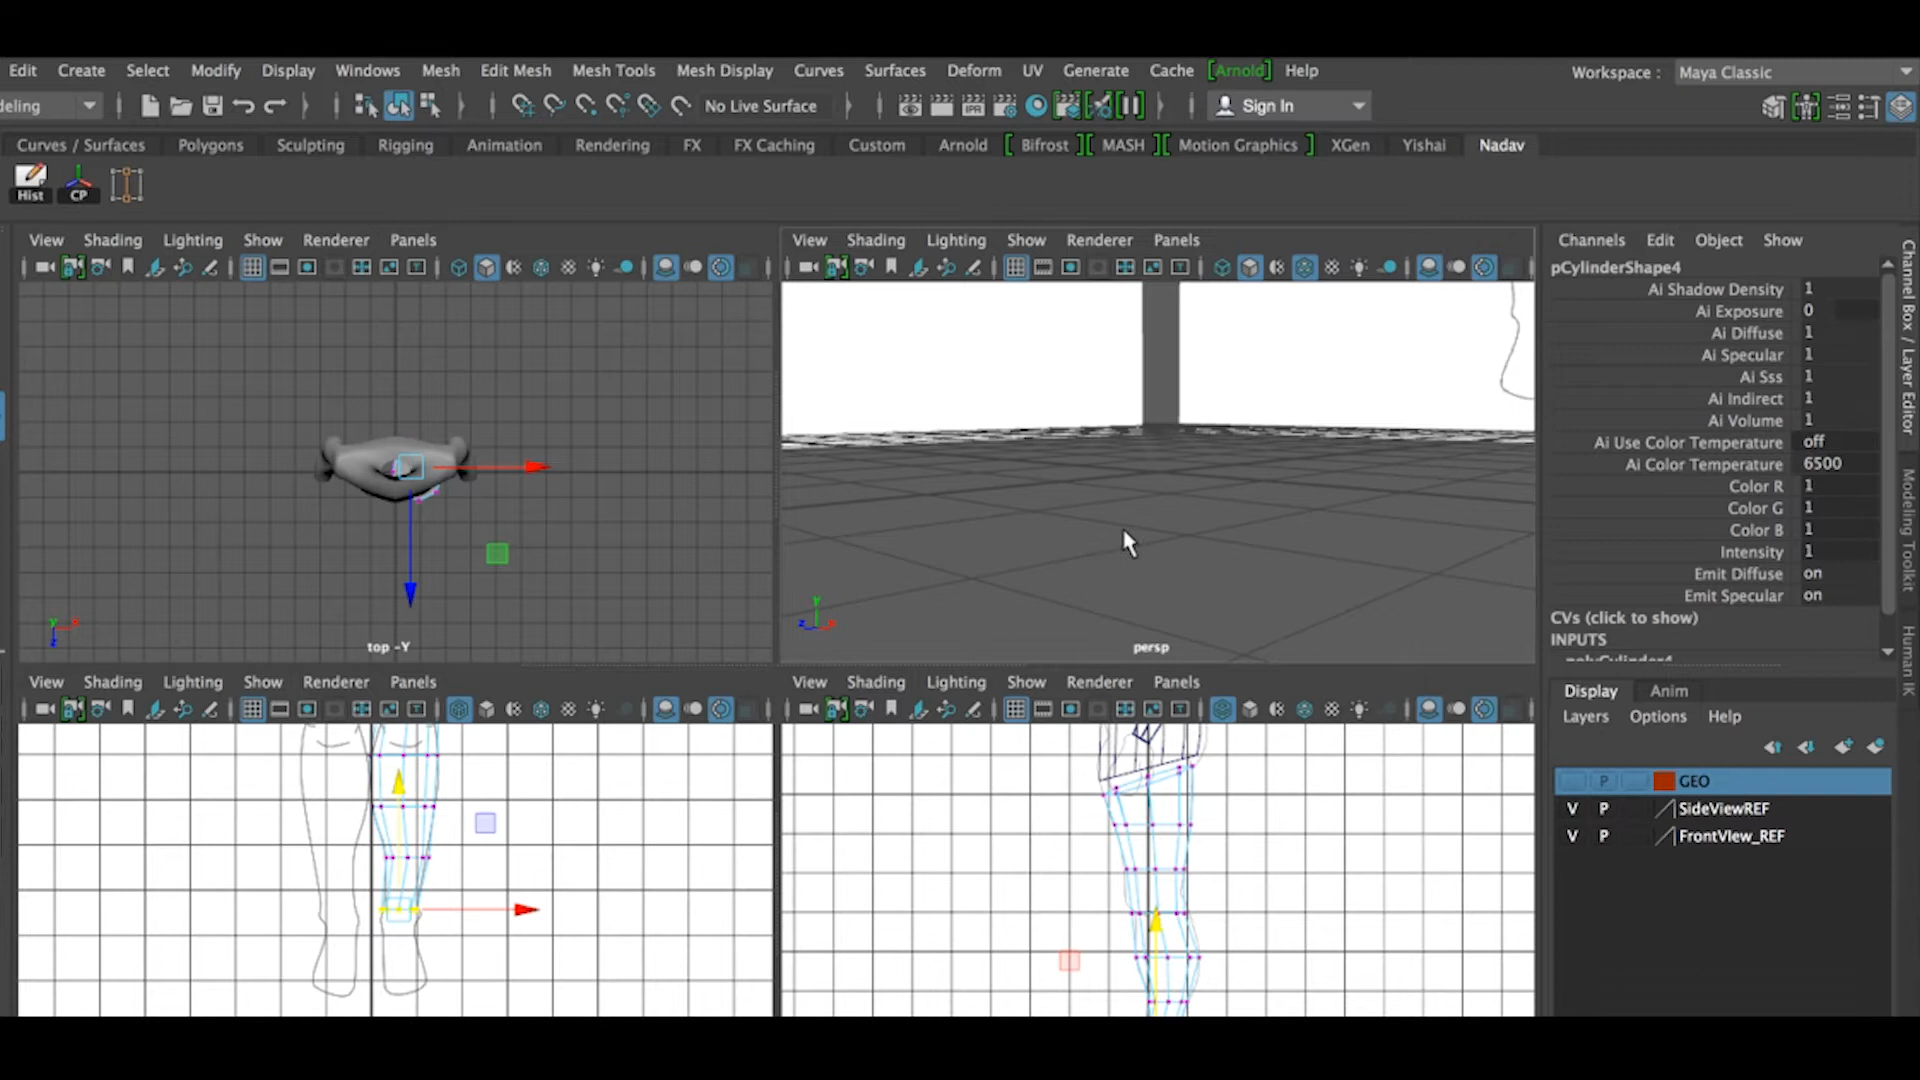 Edit Create Select Modify Display Windows Mesh Edit Mesh Mesh Tools Mesh Display Curves Surfaces Deform UV Generate Cache [Arnold] Help Workspace : Maya Classic
deling No Live Surface IPR Sign In
Curves / Surfaces Polygons Sculpting Rigging Animation Rendering FX FX Caching Custom Arnold [ Bifrost ] [ MASH ] [ Motion Graphics ] XGen Yishai Nadav
Hist CP
View Shading Lighting Show Renderer Panels
top -Y
View Shading Lighting Show Renderer Panels
persp
View Shading Lighting Show Renderer Panels
View Shading Lighting Show Renderer Panels
Channels Edit Object Show
pCylinderShape4
Ai Shadow Density 1
Ai Exposure 0
Ai Diffuse 1
Ai Specular 1
Ai Sss 1
Ai Indirect 1
Ai Volume 1
Ai Use Color Temperature off
Ai Color Temperature 6500
Color R 1
Color G 1
Color B 1
Intensity 1
Emit Diffuse on
Emit Specular on
CVs (click to show)
INPUTS
polyCylinder4
Display Anim
Layers Options Help
P GEO
V P SideViewREF
V P FrontVIew_REF
Channel Box / Layer Editor
Modeling Toolkit
Human IK